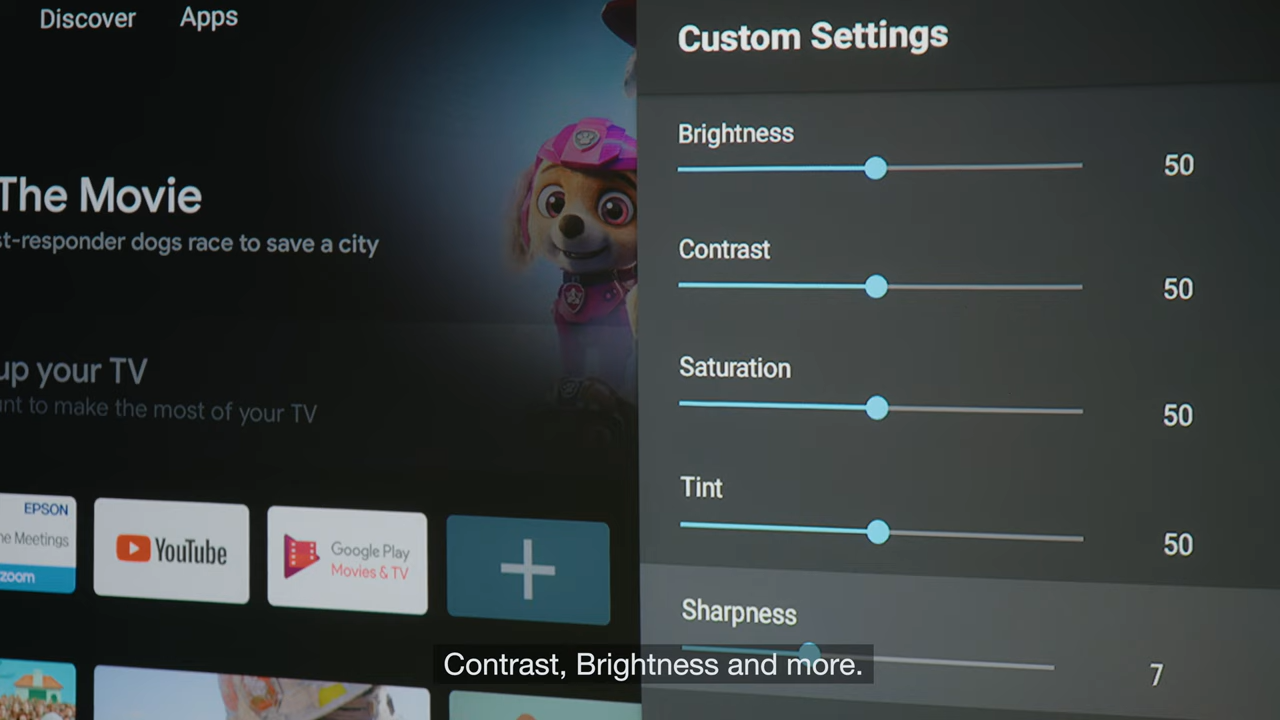 Discover Apps
The Movie
st-responder dogs race to save a city
up your TV
nt to make the most of your TV
EPSON
ne Meetings
zoom
YouTube
Google Play
Movies & TV
Custom Settings
Brightness
50
Contrast
50
Saturation
50
Tint
50
Sharpness
7
Contrast, Brightness and more.